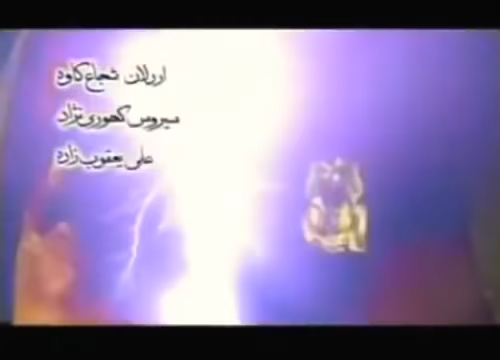 اردلان شجاع کاوه
سیروس کهوری نژاد
علی یعقوب زاده